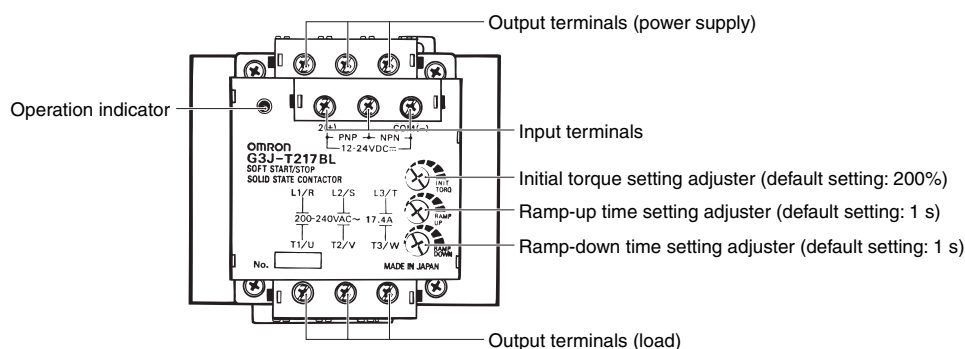 Output terminals (power supply)
Operation indicator
2(+) COM(−)
PNP NPN
12-24VDC⎓
Input terminals
OMRON
G3J-T217BL
SOFT START/STOP
SOLID STATE CONTACTOR
INIT
TORQ
Initial torque setting adjuster (default setting: 200%)
L1/R L2/S L3/T
200-240VAC~ 17.4A
RAMP
UP
Ramp-up time setting adjuster (default setting: 1 s)
T1/U T2/V T3/W
RAMP
DOWN
Ramp-down time setting adjuster (default setting: 1 s)
No. MADE IN JAPAN
Output terminals (load)